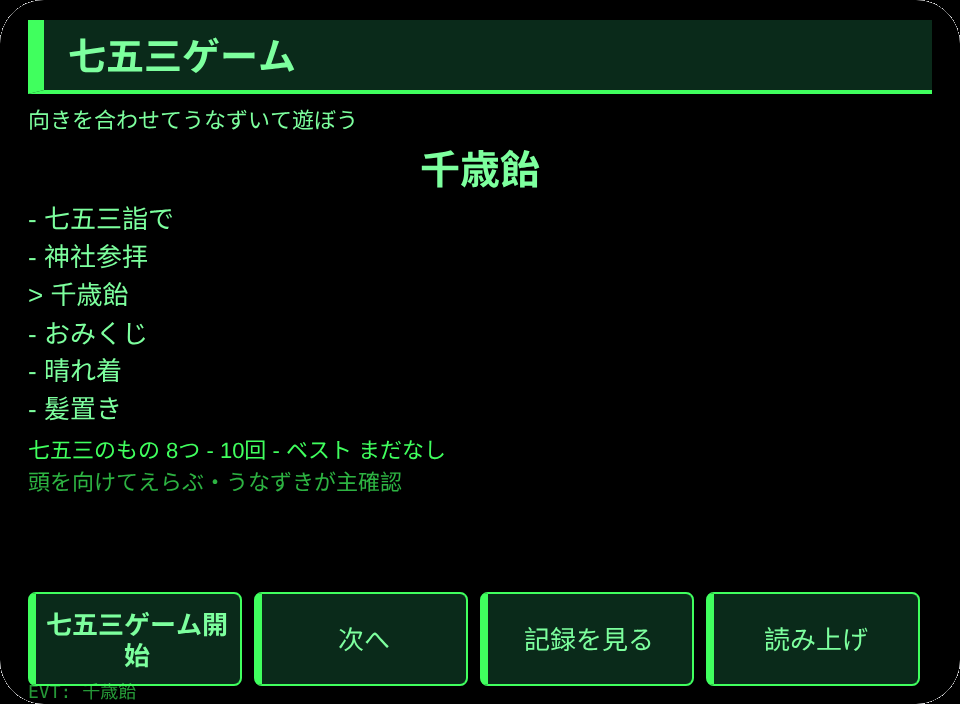 七五三ゲーム
向きを合わせてうなずいて遊ぼう
千歳飴
- 七五三詣で
- 神社参拝
> 千歳飴
- おみくじ
- 晴れ着
- 髪置き
七五三のもの 8つ - 10回 - ベスト まだなし
頭を向けてえらぶ・うなずきが主確認
七五三ゲーム開
始
次へ
記録を見る
読み上げ
EVT: 千歳飴